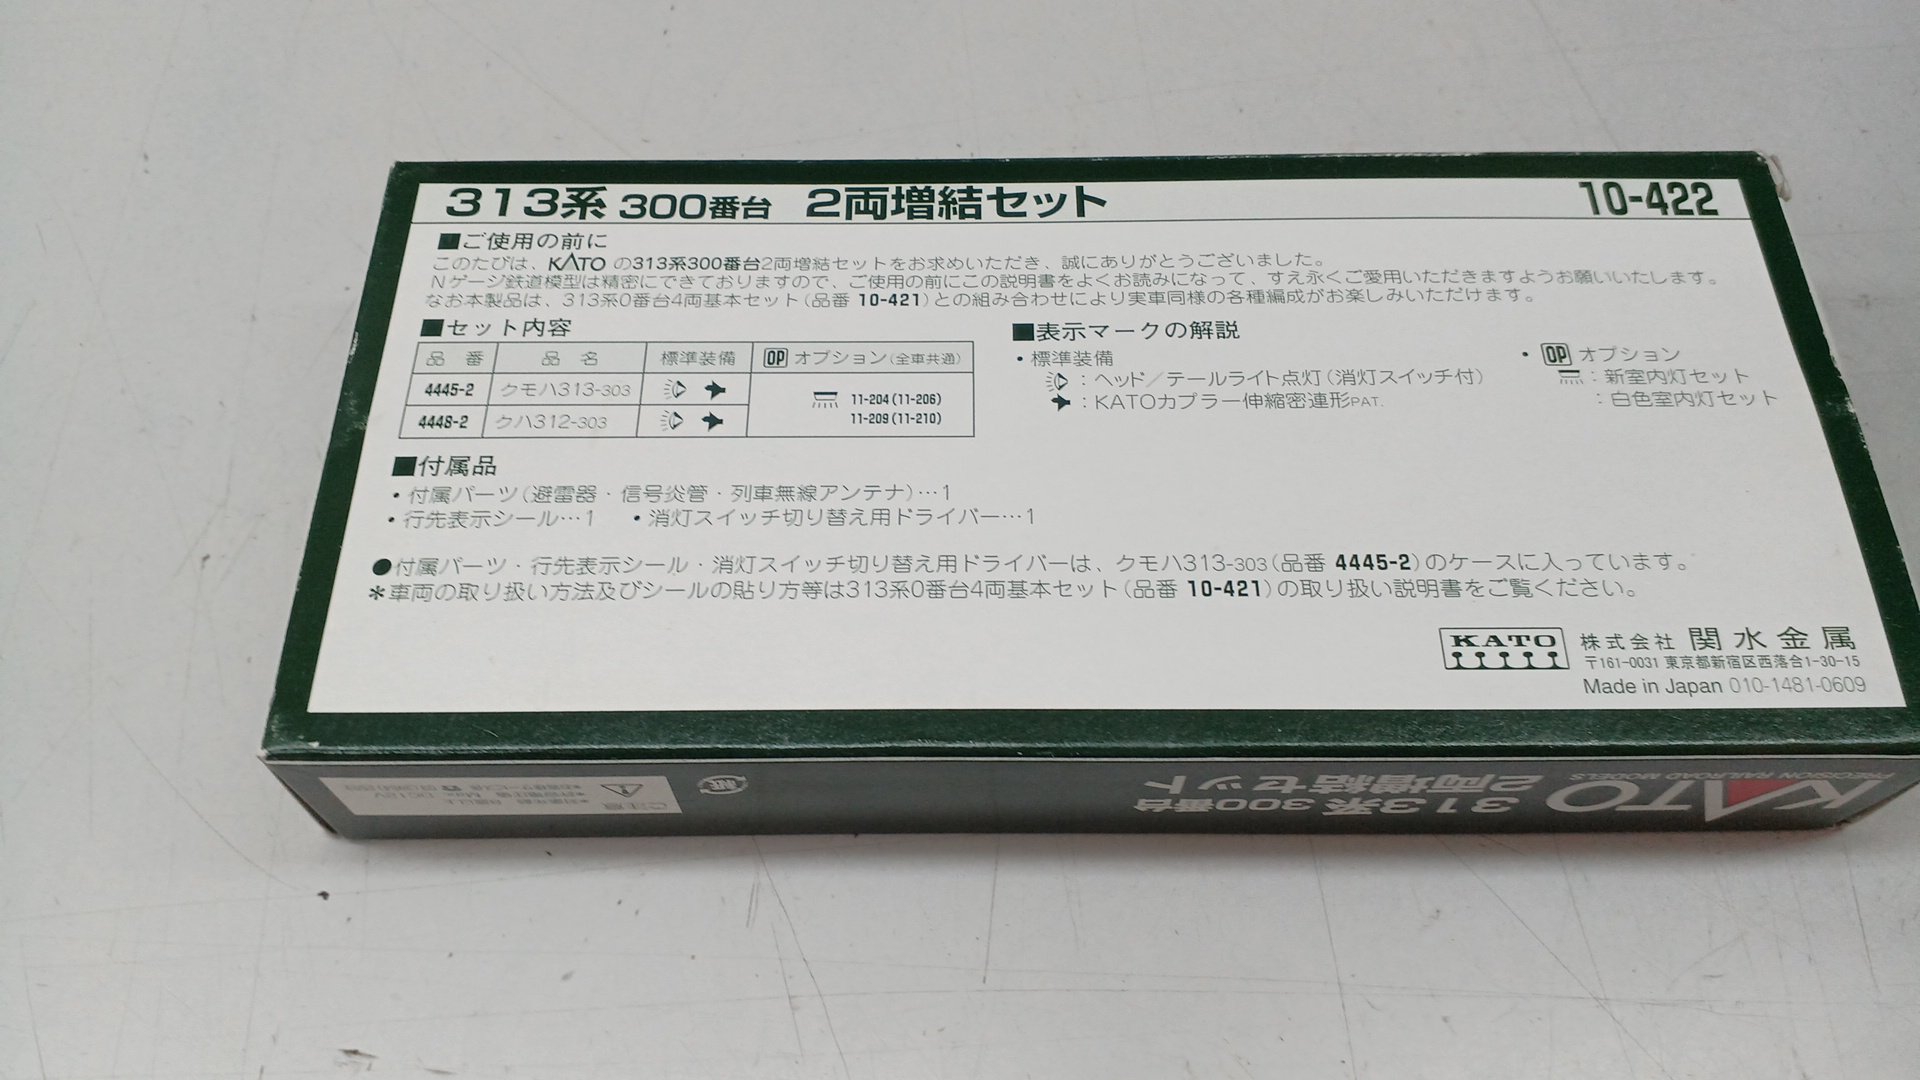 313系 300番台 2両増結セット 10-422
■ご使用の前に
このたびは、KATOの313系300番台2両増結セットをお求めいただき、誠にありがとうございました。
Nゲージ鉄道模型は精密にできておりますので、ご使用の前にこの説明書をよくお読みになって、すえ永くご愛用いただきますようお願いいたします。
なお本製品は、313系0番台4両基本セット(品番 10-421)との組み合わせにより実車同様の各種編成がお楽しみいただけます。
■セット内容
品 番 品 名 標準装備 OP オプション(全車共通)
4445-2 クモハ313-303
4448-2 クハ312-303
11-204(11-206)
11-209(11-210)
■表示マークの解説
・標準装備
:ヘッド/テールライト点灯(消灯スイッチ付)
:KATOカプラー伸縮密連形PAT.
・OP オプション
:新室内灯セット
:白色室内灯セット
■付属品
・付属パーツ(避雷器・信号炎管・列車無線アンテナ)…1
・行先表示シール…1 ・消灯スイッチ切り替え用ドライバー…1
●付属パーツ・行先表示シール・消灯スイッチ切り替え用ドライバーは、クモハ313-303(品番 4445-2)のケースに入っています。
＊車両の取り扱い方法及びシールの貼り方等は313系0番台4両基本セット(品番 10-421)の取り扱い説明書をご覧ください。
KATO 株式会社 関水金属
〒161-0031 東京都新宿区西落合1-30-15
Made in Japan 010-1481-0609
KATO
PRECISION RAILROAD MODELS
313系 300番台
2両増結セット
ご注意